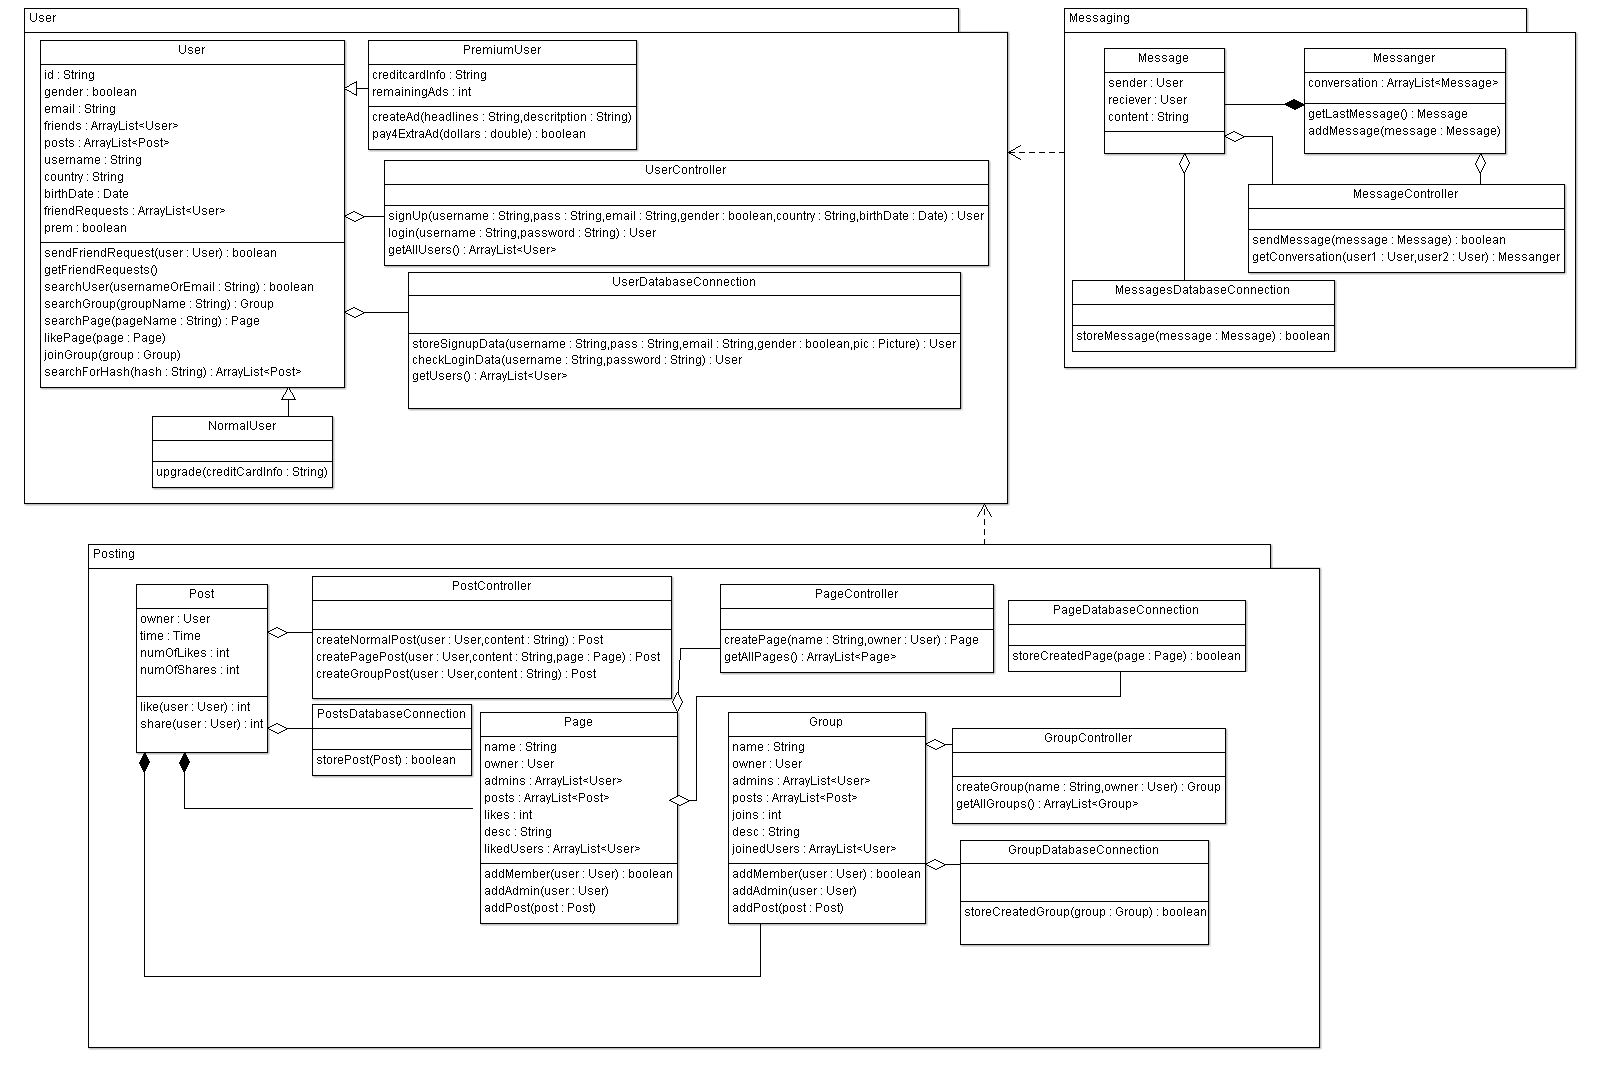 User
User
id : String
gender : boolean
email : String
friends : ArrayList<User>
posts : ArrayList<Post>
username : String
country : String
birthDate : Date
friendRequests : ArrayList<User>
prem : boolean
sendFriendRequest(user : User) : boolean
getFriendRequests()
searchUser(usernameOrEmail : String) : boolean
searchGroup(groupName : String) : Group
searchPage(pageName : String) : Page
likePage(page : Page)
joinGroup(group : Group)
searchForHash(hash : String) : ArrayList<Post>
PremiumUser
creditcardInfo : String
remainingAds : int
createAd(headlines : String,descritption : String)
pay4ExtraAd(dollars : double) : boolean
UserController
signUp(username : String,pass : String,email : String,gender : boolean,country : String,birthDate : Date) : User
login(username : String,password : String) : User
getAllUsers() : ArrayList<User>
UserDatabaseConnection
storeSignupData(username : String,pass : String,email : String,gender : boolean,pic : Picture) : User
checkLoginData(username : String,password : String) : User
getUsers() : ArrayList<User>
NormalUser
upgrade(creditCardInfo : String)
Messaging
Message
sender : User
reciever : User
content : String
Messanger
conversation : ArrayList<Message>
getLastMessage() : Message
addMessage(message : Message)
MessageController
sendMessage(message : Message) : boolean
getConversation(user1 : User,user2 : User) : Messanger
MessagesDatabaseConnection
storeMessage(message : Message) : boolean
Posting
Post
owner : User
time : Time
numOfLikes : int
numOfShares : int
like(user : User) : int
share(user : User) : int
PostController
createNormalPost(user : User,content : String) : Post
createPagePost(user : User,content : String,page : Page) : Post
createGroupPost(user : User,content : String) : Post
PostsDatabaseConnection
storePost(Post) : boolean
PageController
createPage(name : String,owner : User) : Page
getAllPages() : ArrayList<Page>
PageDatabaseConnection
storeCreatedPage(page : Page) : boolean
Page
name : String
owner : User
admins : ArrayList<User>
posts : ArrayList<Post>
likes : int
desc : String
likedUsers : ArrayList<User>
addMember(user : User) : boolean
addAdmin(user : User)
addPost(post : Post)
Group
name : String
owner : User
admins : ArrayList<User>
posts : ArrayList<Post>
joins : int
desc : String
joinedUsers : ArrayList<User>
addMember(user : User) : boolean
addAdmin(user : User)
addPost(post : Post)
GroupController
createGroup(name : String,owner : User) : Group
getAllGroups() : ArrayList<Group>
GroupDatabaseConnection
storeCreatedGroup(group : Group) : boolean